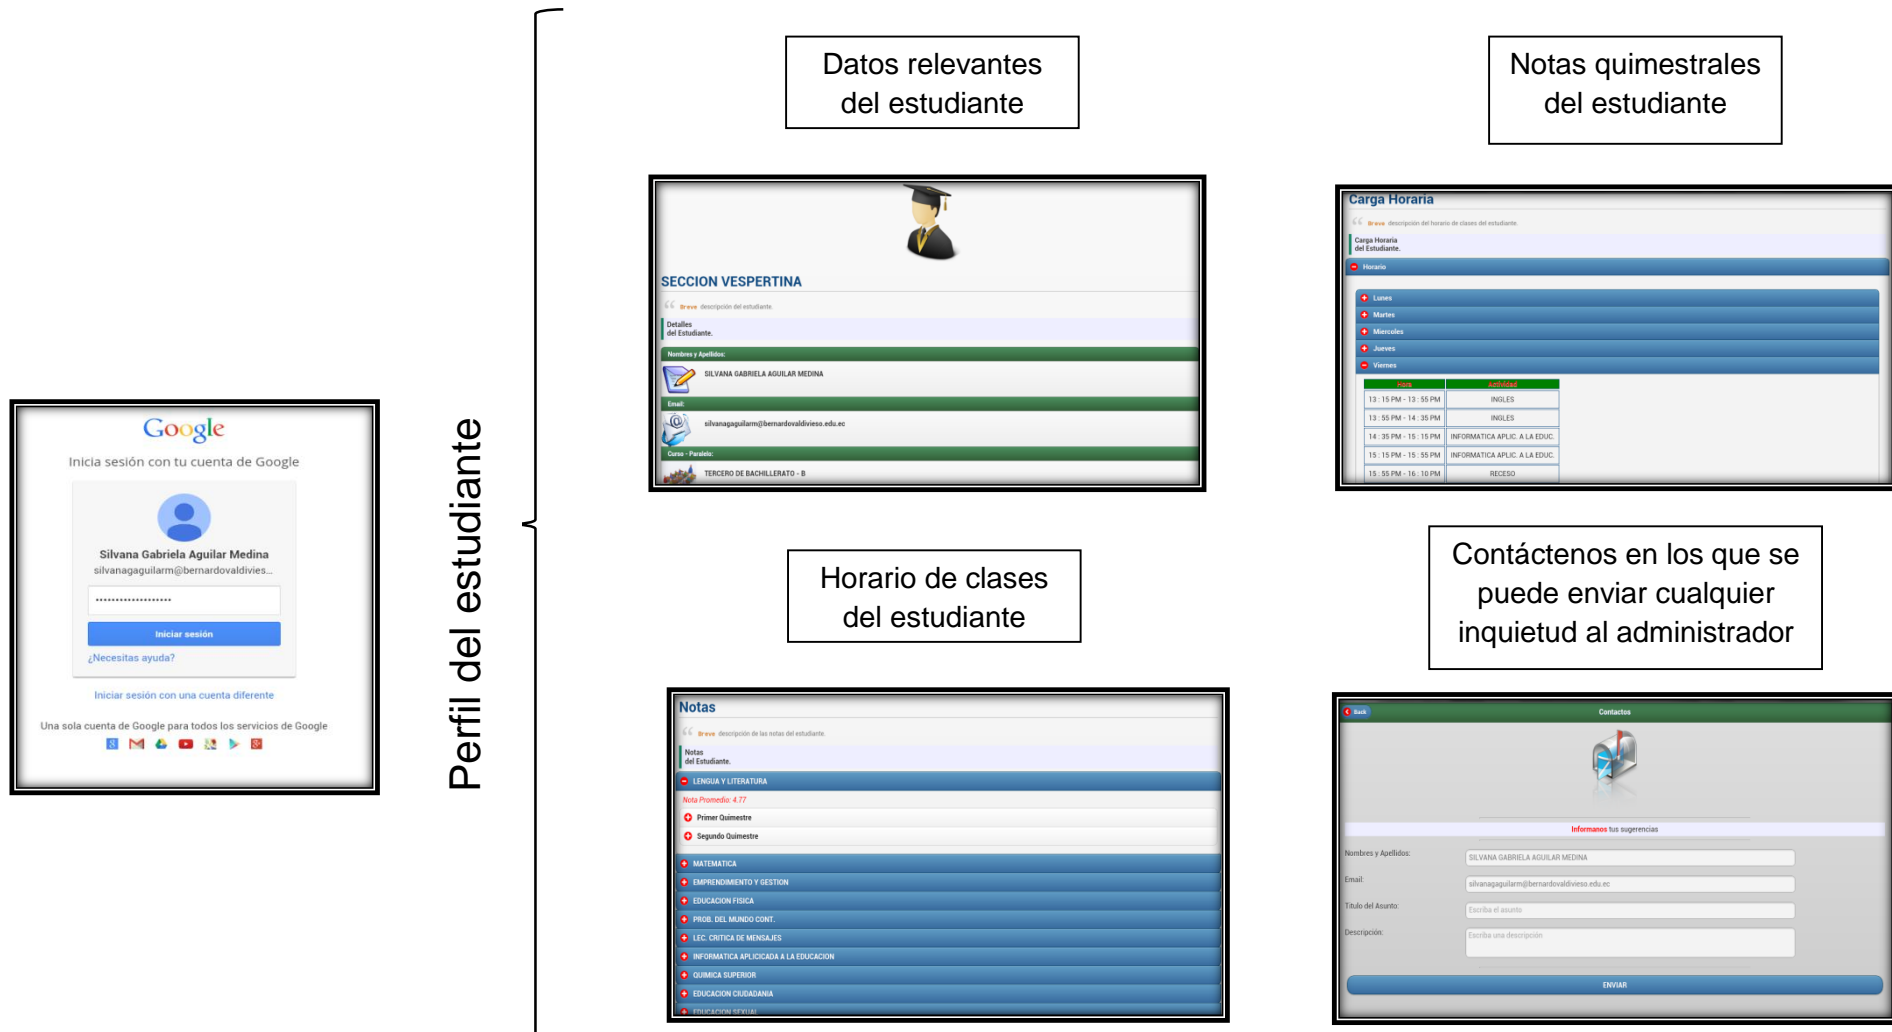 Google
Inicia sesión con tu cuenta de Google
Silvana Gabriela Aguilar Medina
silvanagaguilarm@bernardovaldivies...
Iniciar sesión
¿Necesitas ayuda?
Iniciar sesión con una cuenta diferente
Una sola cuenta de Google para todos los servicios de Google
Perfil del estudiante
Datos relevantes
del estudiante
SECCION VESPERTINA
Breve descripción del estudiante.
Detalles
del Estudiante.
Nombres y Apellidos:
SILVANA GABRIELA AGUILAR MEDINA
Email:
silvanagaguilarm@bernardovaldivieso.edu.ec
Curso - Paralelo:
TERCERO DE BACHILLERATO - B
Notas quimestrales
del estudiante
Carga Horaria
Breve descripción del horario de clases del estudiante.
Carga Horaria
del Estudiante.
Horario
Lunes
Martes
Miercoles
Jueves
Viernes
Hora Actividad
13 : 15 PM - 13 : 55 PM INGLES
13 : 55 PM - 14 : 35 PM INGLES
14 : 35 PM - 15 : 15 PM INFORMATICA APLIC. A LA EDUC.
15 : 15 PM - 15 : 55 PM INFORMATICA APLIC. A LA EDUC.
15 : 55 PM - 16 : 10 PM RECESO
Horario de clases
del estudiante
Notas
Breve descripción de las notas del estudiante.
Notas
del Estudiante.
LENGUA Y LITERATURA
Nota Promedio: 4.77
Primer Quimestre
Segundo Quimestre
MATEMATICA
EMPRENDIMIENTO Y GESTION
EDUCACION FISICA
PROB. DEL MUNDO CONT.
LEC. CRITICA DE MENSAJES
INFORMATICA APLICICADA A LA EDUCACION
QUIMICA SUPERIOR
EDUCACION CIUDADANIA
EDUCACION SEXUAL
Contáctenos en los que se
puede enviar cualquier
inquietud al administrador
Back Contactos
Informanos tus sugerencias
Nombres y Apellidos: SILVANA GABRIELA AGUILAR MEDINA
Email: silvanagaguilarm@bernardovaldivieso.edu.ec
Titulo del Asunto: Escriba el asunto
Descripción: Escriba una descripción
ENVIAR